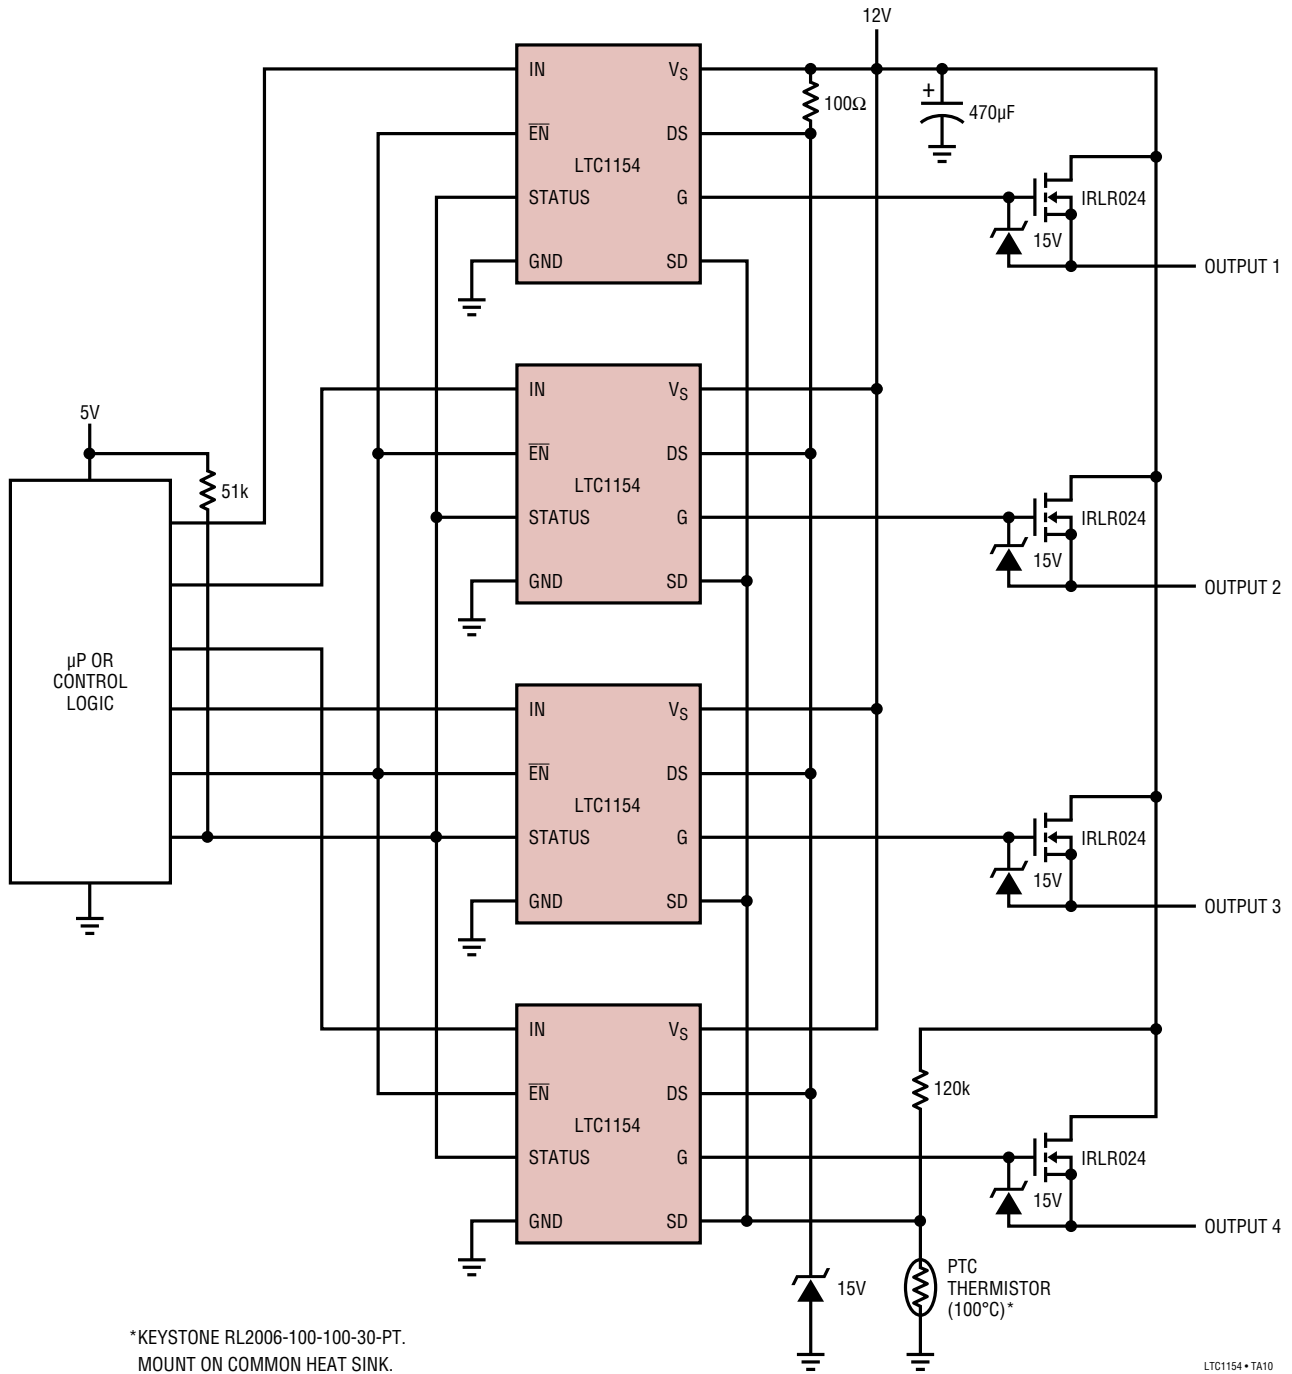 12V
IN
VS
100Ω
+
470µF
EN
DS
LTC1154
STATUS
G
IRLR024
15V
GND
SD
OUTPUT 1
IN
VS
5V
EN
DS
LTC1154
51k
STATUS
G
IRLR024
15V
GND
SD
OUTPUT 2
µP OR
CONTROL
LOGIC
IN
VS
EN
DS
LTC1154
STATUS
G
IRLR024
15V
GND
SD
OUTPUT 3
IN
VS
EN
DS
120k
LTC1154
STATUS
G
IRLR024
15V
GND
SD
OUTPUT 4
15V
PTC
THERMISTOR
(100°C)*
*KEYSTONE RL2006-100-100-30-PT.
MOUNT ON COMMON HEAT SINK.
LTC1154 • TA10